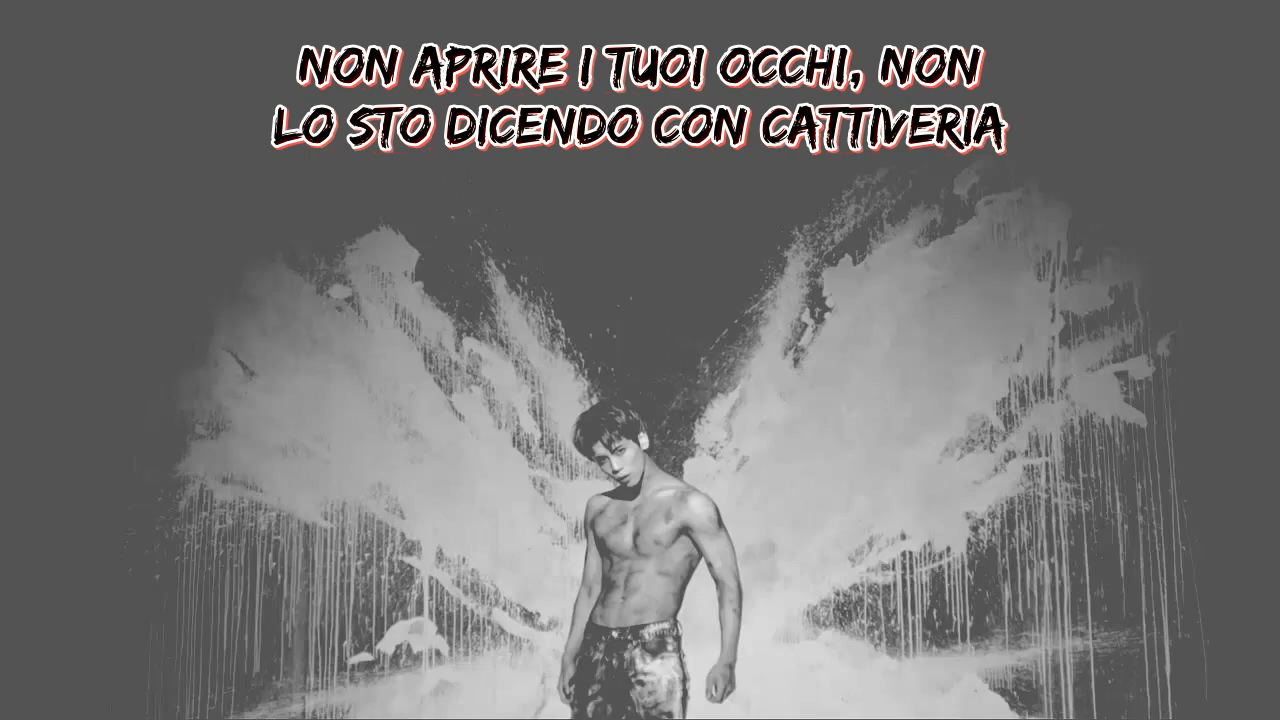 NON APRIRE I TUOI OCCHI, NON
LO STO DICENDO CON CATTIVERIA